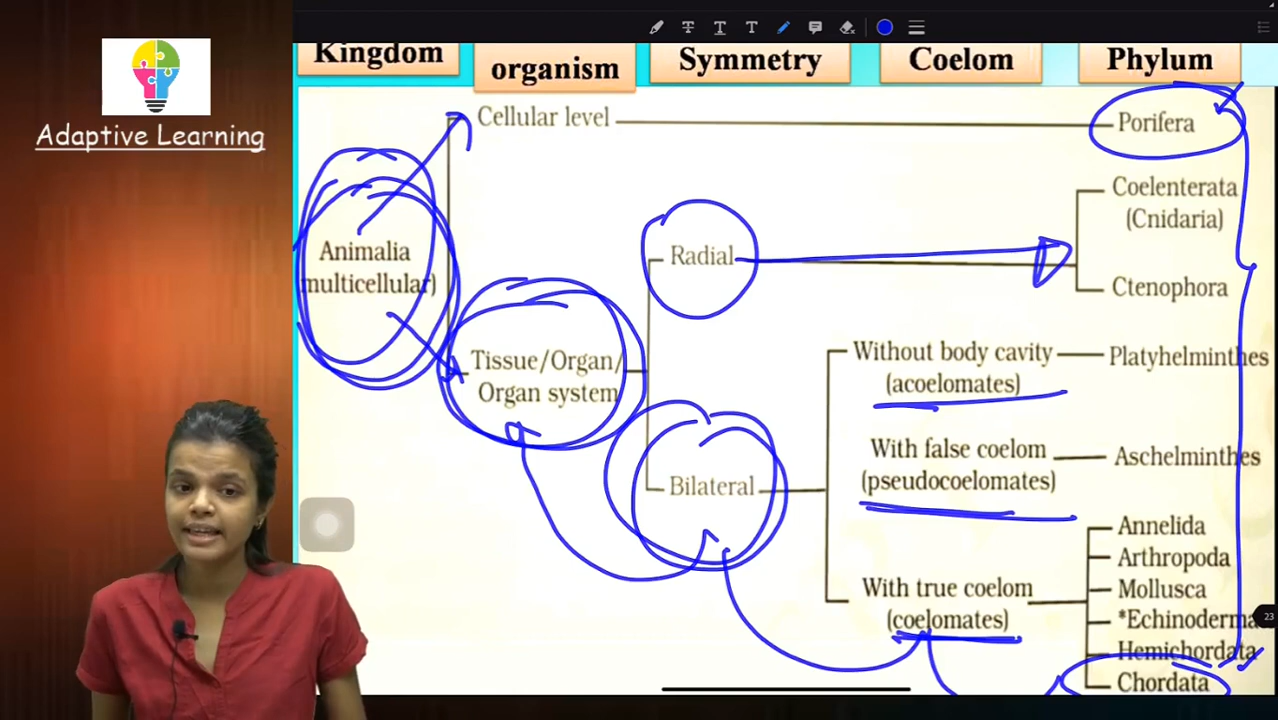 Adaptive Learning
Kingdom
organism
Symmetry
Coelom
Phylum
Cellular level
Porifera
Animalia
multicellular)
Tissue/Organ/
Organ system
Radial
Bilateral
Coelenterata
(Cnidaria)
Ctenophora
Without body cavity
(acoelomates)
Platyhelminthes
With false coelom
(pseudocoelomates)
Aschelminthes
With true coelom
(coelomates)
Annelida
Arthropoda
Mollusca
*Echinoderma
Hemichordata
Chordata
T
T
T
23